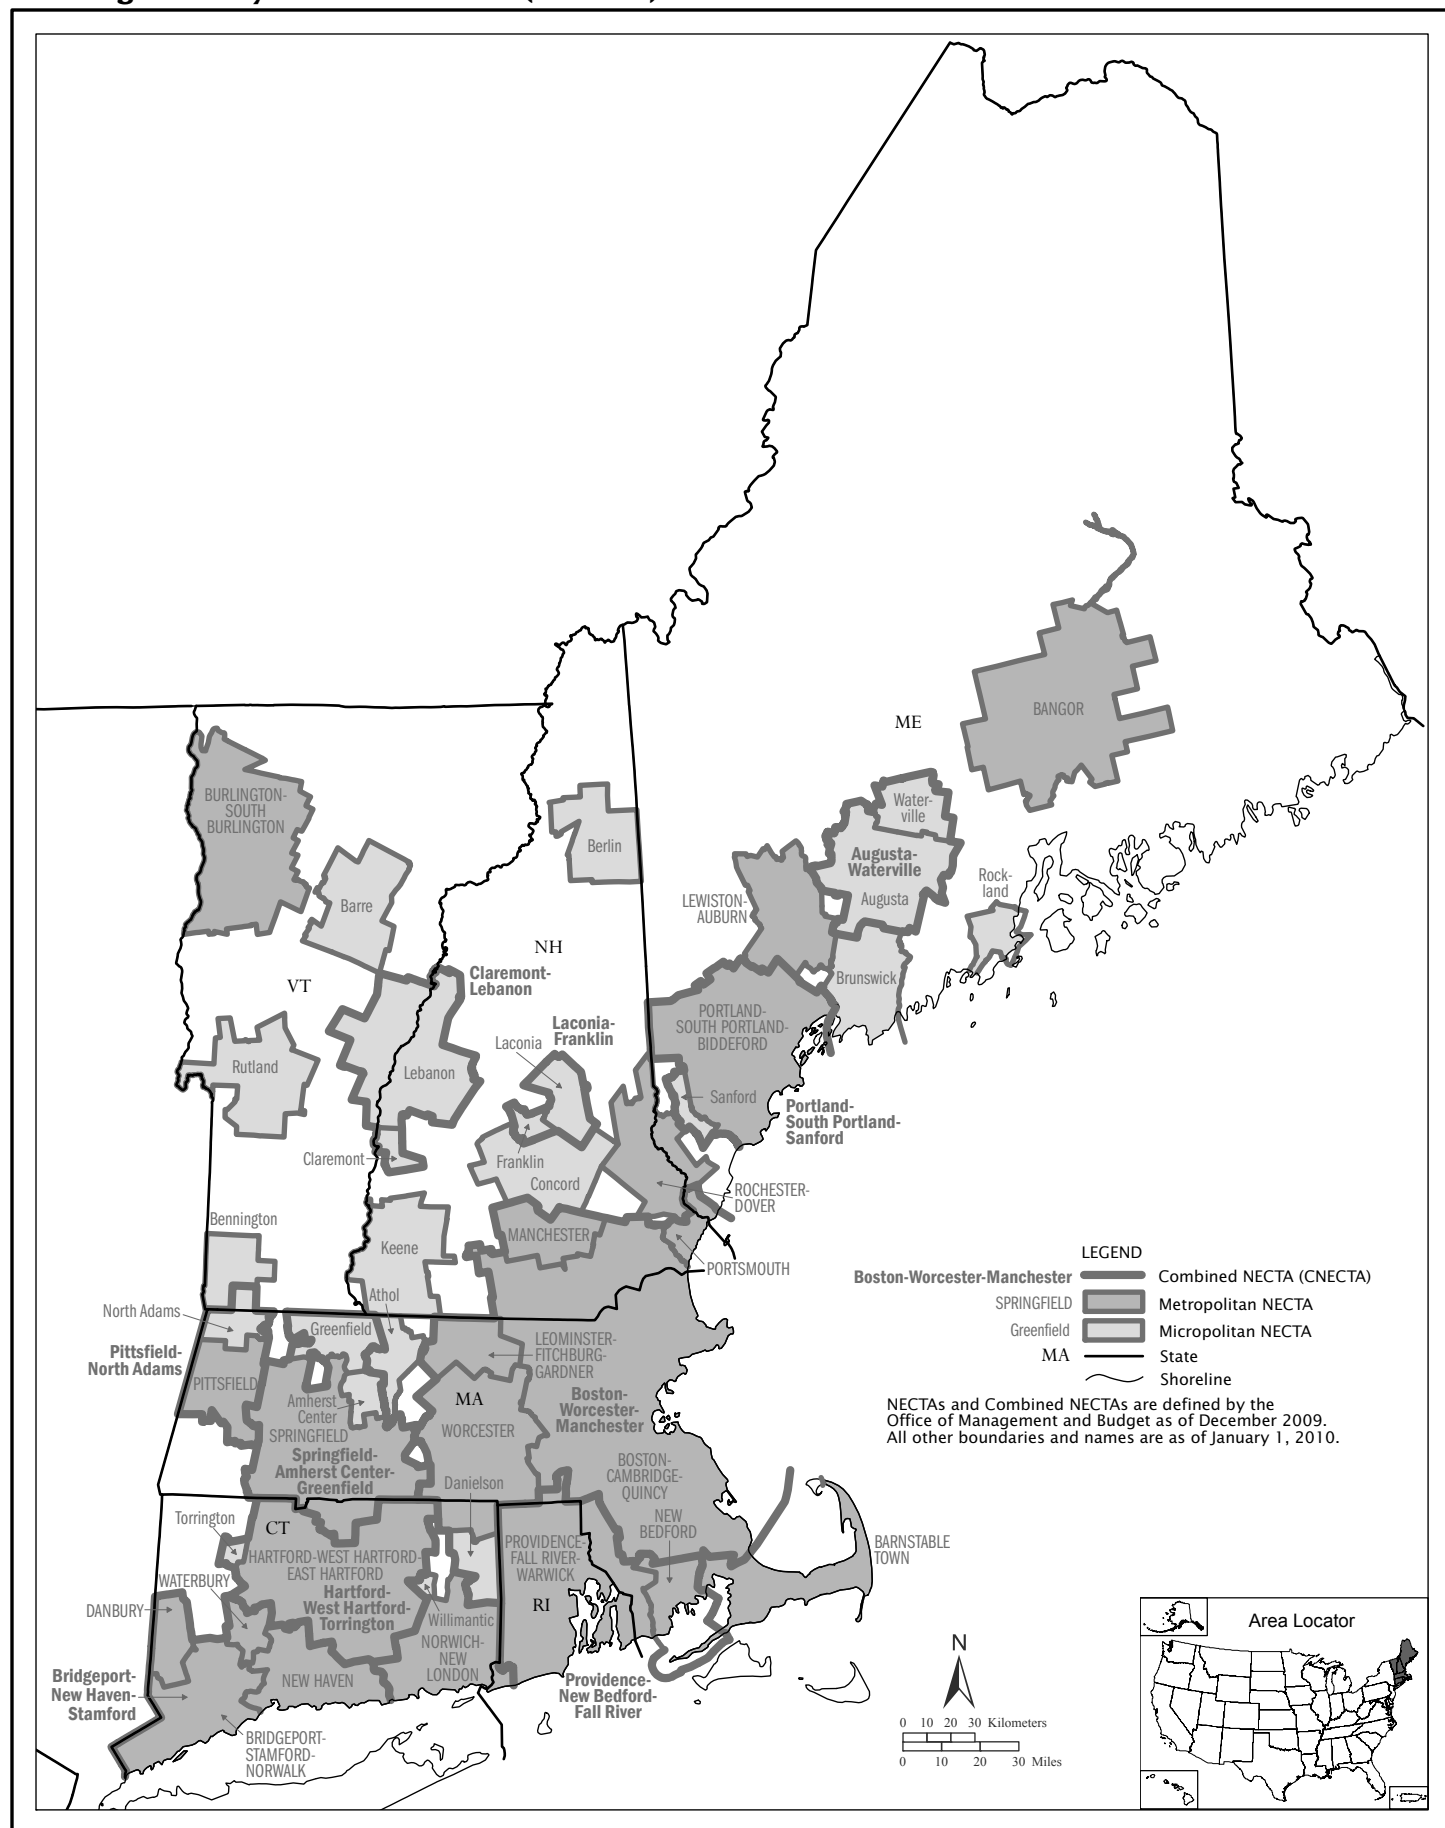 ME
BANGOR
BURLINGTON-
SOUTH
BURLINGTON
Water-
ville
Berlin
Augusta-
Waterville
Rock-
land
Barre
LEWISTON-
AUBURN
Augusta
NH
Claremont-
Lebanon
Brunswick
VT
PORTLAND-
SOUTH PORTLAND-
BIDDEFORD
Laconia-
Franklin
Laconia
Rutland
Lebanon
Sanford
Portland-
South Portland-
Sanford
Claremont
Franklin
Concord
ROCHESTER-
DOVER
Bennington
MANCHESTER
Keene
PORTSMOUTH
LEGEND
Boston-Worcester-Manchester
Combined NECTA (CNECTA)
SPRINGFIELD
Metropolitan NECTA
Greenfield
Micropolitan NECTA
MA
State
Shoreline
NECTAs and Combined NECTAs are defined by the
Office of Management and Budget as of December 2009.
All other boundaries and names are as of January 1, 2010.
Athol
North Adams
Greenfield
Pittsfield-
North Adams
LEOMINSTER-
FITCHBURG-
GARDNER
PITTSFIELD
Amherst
Center
MA
Boston-
Worcester-
Manchester
SPRINGFIELD
WORCESTER
Springfield-
Amherst Center-
Greenfield
BOSTON-
CAMBRIDGE-
QUINCY
Danielson
Torrington
CT
NEW
BEDFORD
HARTFORD-WEST HARTFORD-
EAST HARTFORD
PROVIDENCE-
FALL RIVER-
WARWICK
BARNSTABLE
TOWN
WATERBURY
Hartford-
West Hartford-
Torrington
DANBURY
RI
Willimantic
NORWICH-
NEW
LONDON
Bridgeport-
New Haven-
Stamford
NEW HAVEN
Providence-
New Bedford-
Fall River
BRIDGEPORT-
STAMFORD-
NORWALK
N
0 10 20 30 Kilometers
0 10 20 30 Miles
Area Locator